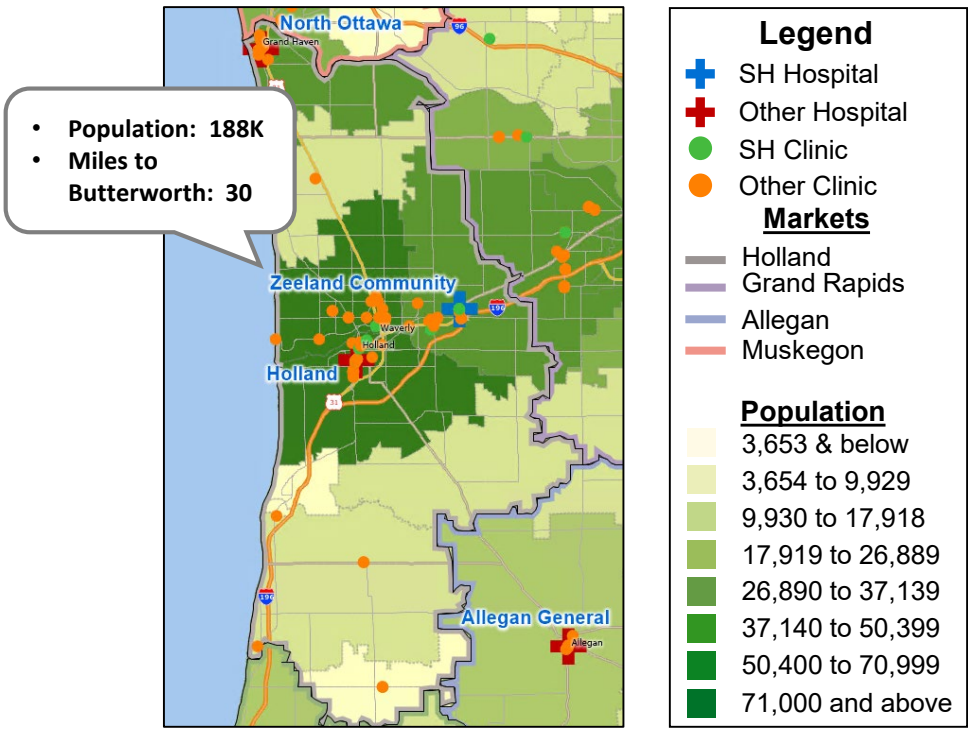 North Ottawa
Grand Haven
96
31
• Population: 188K
• Miles to
Butterworth: 30
Zeeland Community
196
Waverly
Holland
Holland
31
196
Allegan General
Allegan
Legend
SH Hospital
Other Hospital
SH Clinic
Other Clinic
Markets
Holland
Grand Rapids
Allegan
Muskegon
Population
3,653 & below
3,654 to 9,929
9,930 to 17,918
17,919 to 26,889
26,890 to 37,139
37,140 to 50,399
50,400 to 70,999
71,000 and above